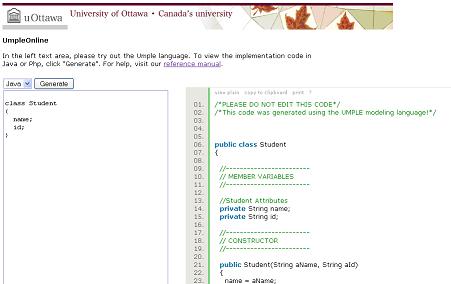 uOttawa
University of Ottawa • Canada's university
UmpleOnline
In the left text area, please try out the Umple language. To view the implementation code in
Java or Php, click "Generate". For help, visit our reference manual.
Java Generate
class Student
{
name;
id;
}
view plain copy to clipboard print ?
01. /*PLEASE DO NOT EDIT THIS CODE*/
02. /*This code was generated using the UMPLE modeling language!*/
03.
04.
05.
06. public class Student
07. {
08.
09. //------------------------
10. // MEMBER VARIABLES
11. //------------------------
12.
13. //Student Attributes
14. private String name;
15. private String id;
16.
17. //------------------------
18. // CONSTRUCTOR
19. //------------------------
20.
21. public Student(String aName, String aId)
22. {
23. name = aName;